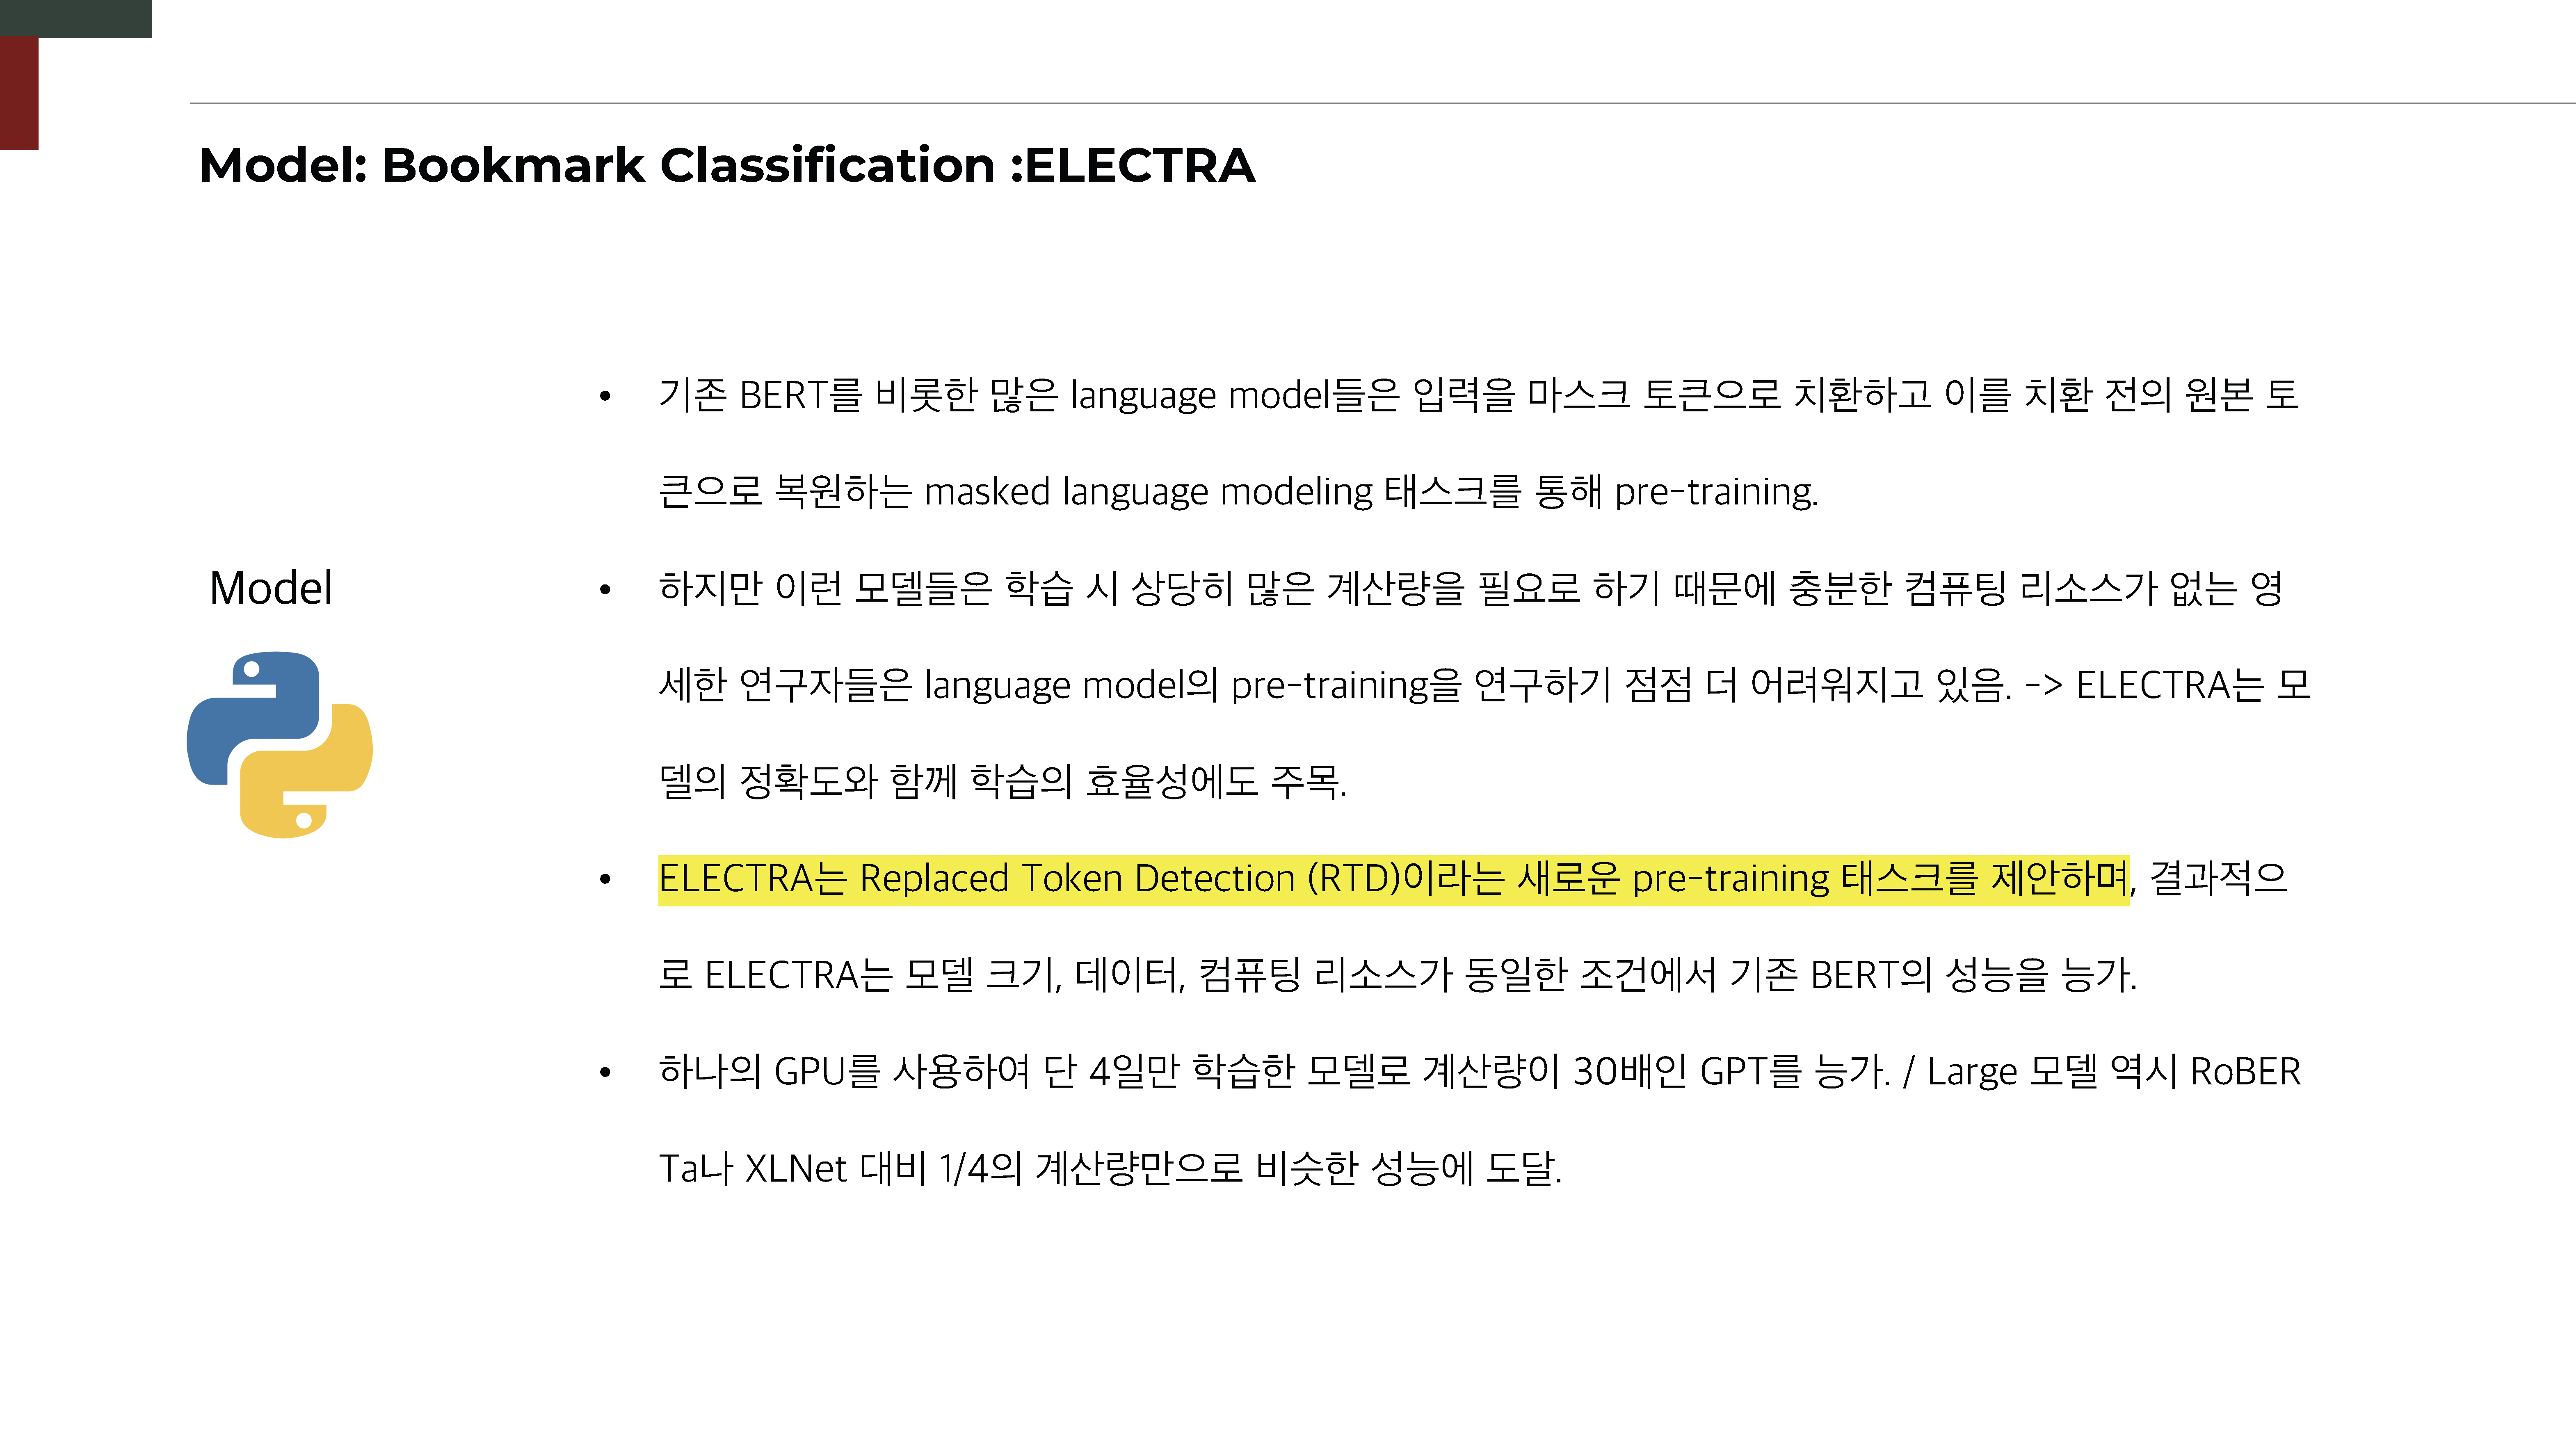 Model: Bookmark Classification :ELECTRA
기존 BERT를 비롯한 많은 language model들은 입력을 마스크 토큰으로 치환하고 이를 치환 전의 원본 토
큰으로 복원하는 masked language modeling 태스크를 통해 pre-training.
Model
하지만 이런 모델들은 학습 시 상당히 많은 계산량을 필요로 하기 때문에 충분한 컴퓨팅 리소스가 없는 영
세한 연구자들은 language model의 pre-training을 연구하기 점점 더 어려워지고 있음. -> ELECTRA는 모
델의 정확도와 함께 학습의 효율성에도 주목.
ELECTRA는 Replaced Token Detection (RTD)이라는 새로운 pre-training 태스크를 제안하며, 결과적으
로 ELECTRA는 모델 크기, 데이터, 컴퓨팅 리소스가 동일한 조건에서 기존 BERT의 성능을 능가.
하나의 GPU를 사용하여 단 4일만 학습한 모델로 계산량이 30배인 GPT를 능가. / Large 모델 역시 RoBER
Ta나 XLNet 대비 1/4의 계산량만으로 비슷한 성능에 도달.